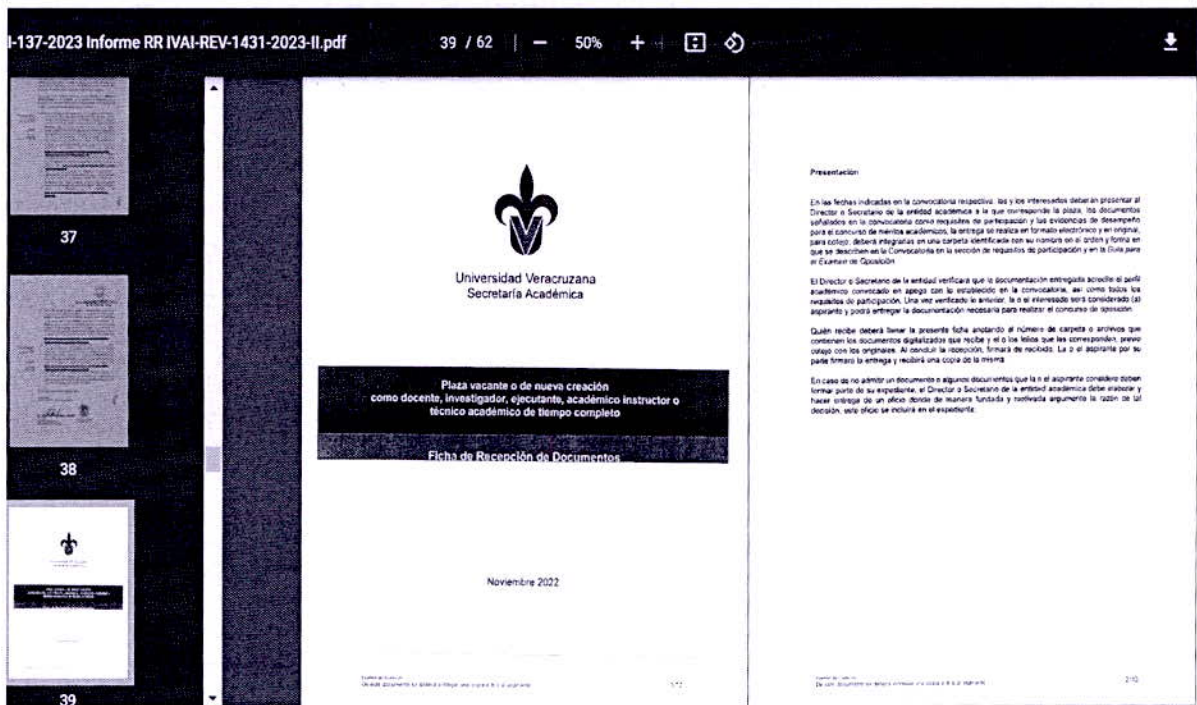 I-137-2023 Informe RR IVAI-REV-1431-2023-II.pdf
39 / 62
50%
37
38
39
Universidad Veracruzana
Secretaría Académica
Plaza vacante o de nueva creación
como docente, investigador, ejecutante, académico instructor o
técnico académico de tiempo completo
Ficha de Recepción de Documentos
Noviembre 2022
Presentación
En las fechas indicadas en la convocatoria respectiva, las y los interesados deberán presentar al
Director o Secretario de la entidad académica a la que corresponde la plaza, los documentos
señalados en la convocatoria como requisitos de participación y las evidencias de desempeño
para el concurso de méritos académicos, la entrega se realiza en formato electrónico y en original,
para cotejo, deberá integrarlas en una carpeta identificada con su nombre en el orden y forma en
que se describen en la Convocatoria en la sección de requisitos de participación y en la Guía para
el Examen de Oposición
El Director o Secretario de la entidad verificará que la documentación entregada acredite el perfil
académico convocado en apego con lo establecido en la convocatoria, así como todos los
requisitos de participación. Una vez verificado lo anterior, la o el interesado será considerado (a)
aspirante y podrá entregar la documentación necesaria para realizar el concurso de oposición.
Quién recibe deberá llenar la presente ficha anotando el número de carpeta o archivos que
contienen los documentos digitalizados que recibe y el o los folios que les corresponden, previo
cotejo con los originales. Al concluir la recepción, firmará de recibido. La o el aspirante por su
parte firmará la entrega y recibirá una copia de la misma.
En caso de no admitir un documento o algunos documentos que la o el aspirante considere deben
formar parte de su expediente, el Director o Secretario de la entidad académica debe elaborar y
hacer entrega de un oficio donde de manera fundada y motivada argumente la razón de tal
decisión, este oficio se incluirá en el expediente.